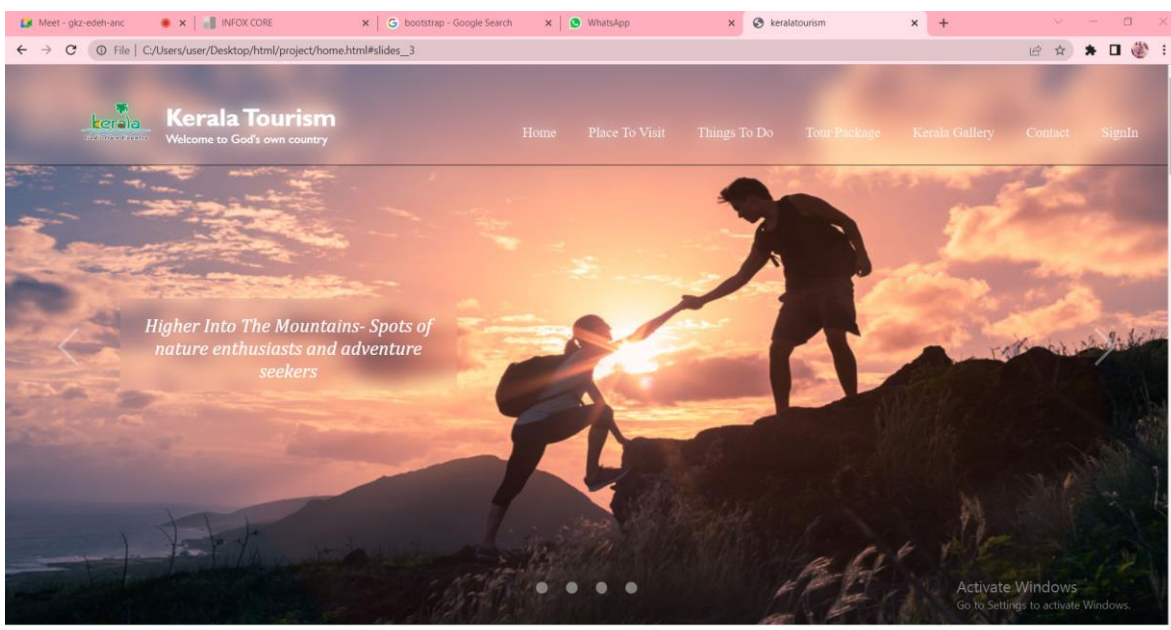 Meet - gkz-edeh-anc
INFOX CORE
bootstrap - Google Search
WhatsApp
keralatourism
File | C:/Users/user/Desktop/html/project/home.html#slides__3
kerala
Kerala Tourism
Welcome to God's own country
Home Place To Visit Things To Do Tour Package Kerala Gallery Contact SignIn
Higher Into The Mountains- Spots of
nature enthusiasts and adventure
seekers
Activate Windows
Go to Settings to activate Windows.